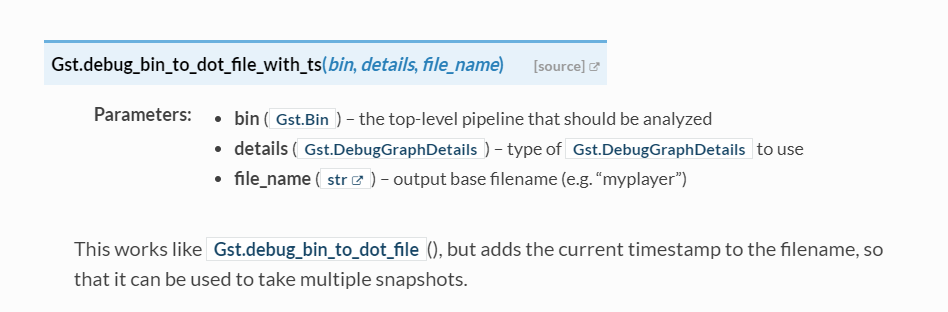 Gst.debug_bin_to_dot_file_with_ts(bin, details, file_name) [source]
Parameters: • bin (Gst.Bin) – the top-level pipeline that should be analyzed
• details (Gst.DebugGraphDetails) – type of Gst.DebugGraphDetails to use
• file_name (str) – output base filename (e.g. “myplayer”)
This works like Gst.debug_bin_to_dot_file(), but adds the current timestamp to the filename, so
that it can be used to take multiple snapshots.